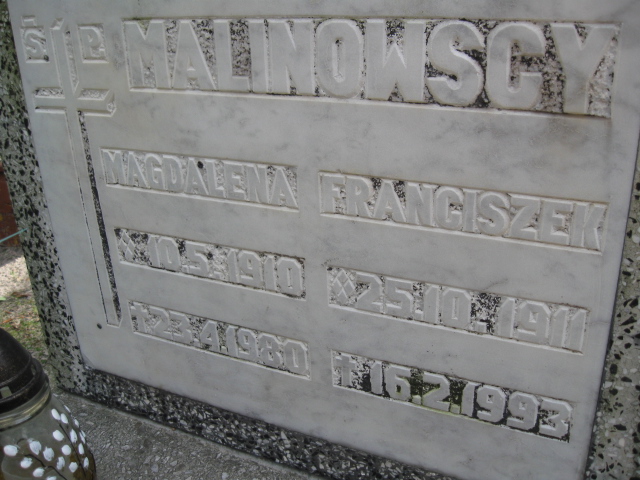 Ś P
MALINOWSCY
MAGDALENA
10.5.1910
23.4.1980
FRANCISZEK
25.10.1911
16.2.1993